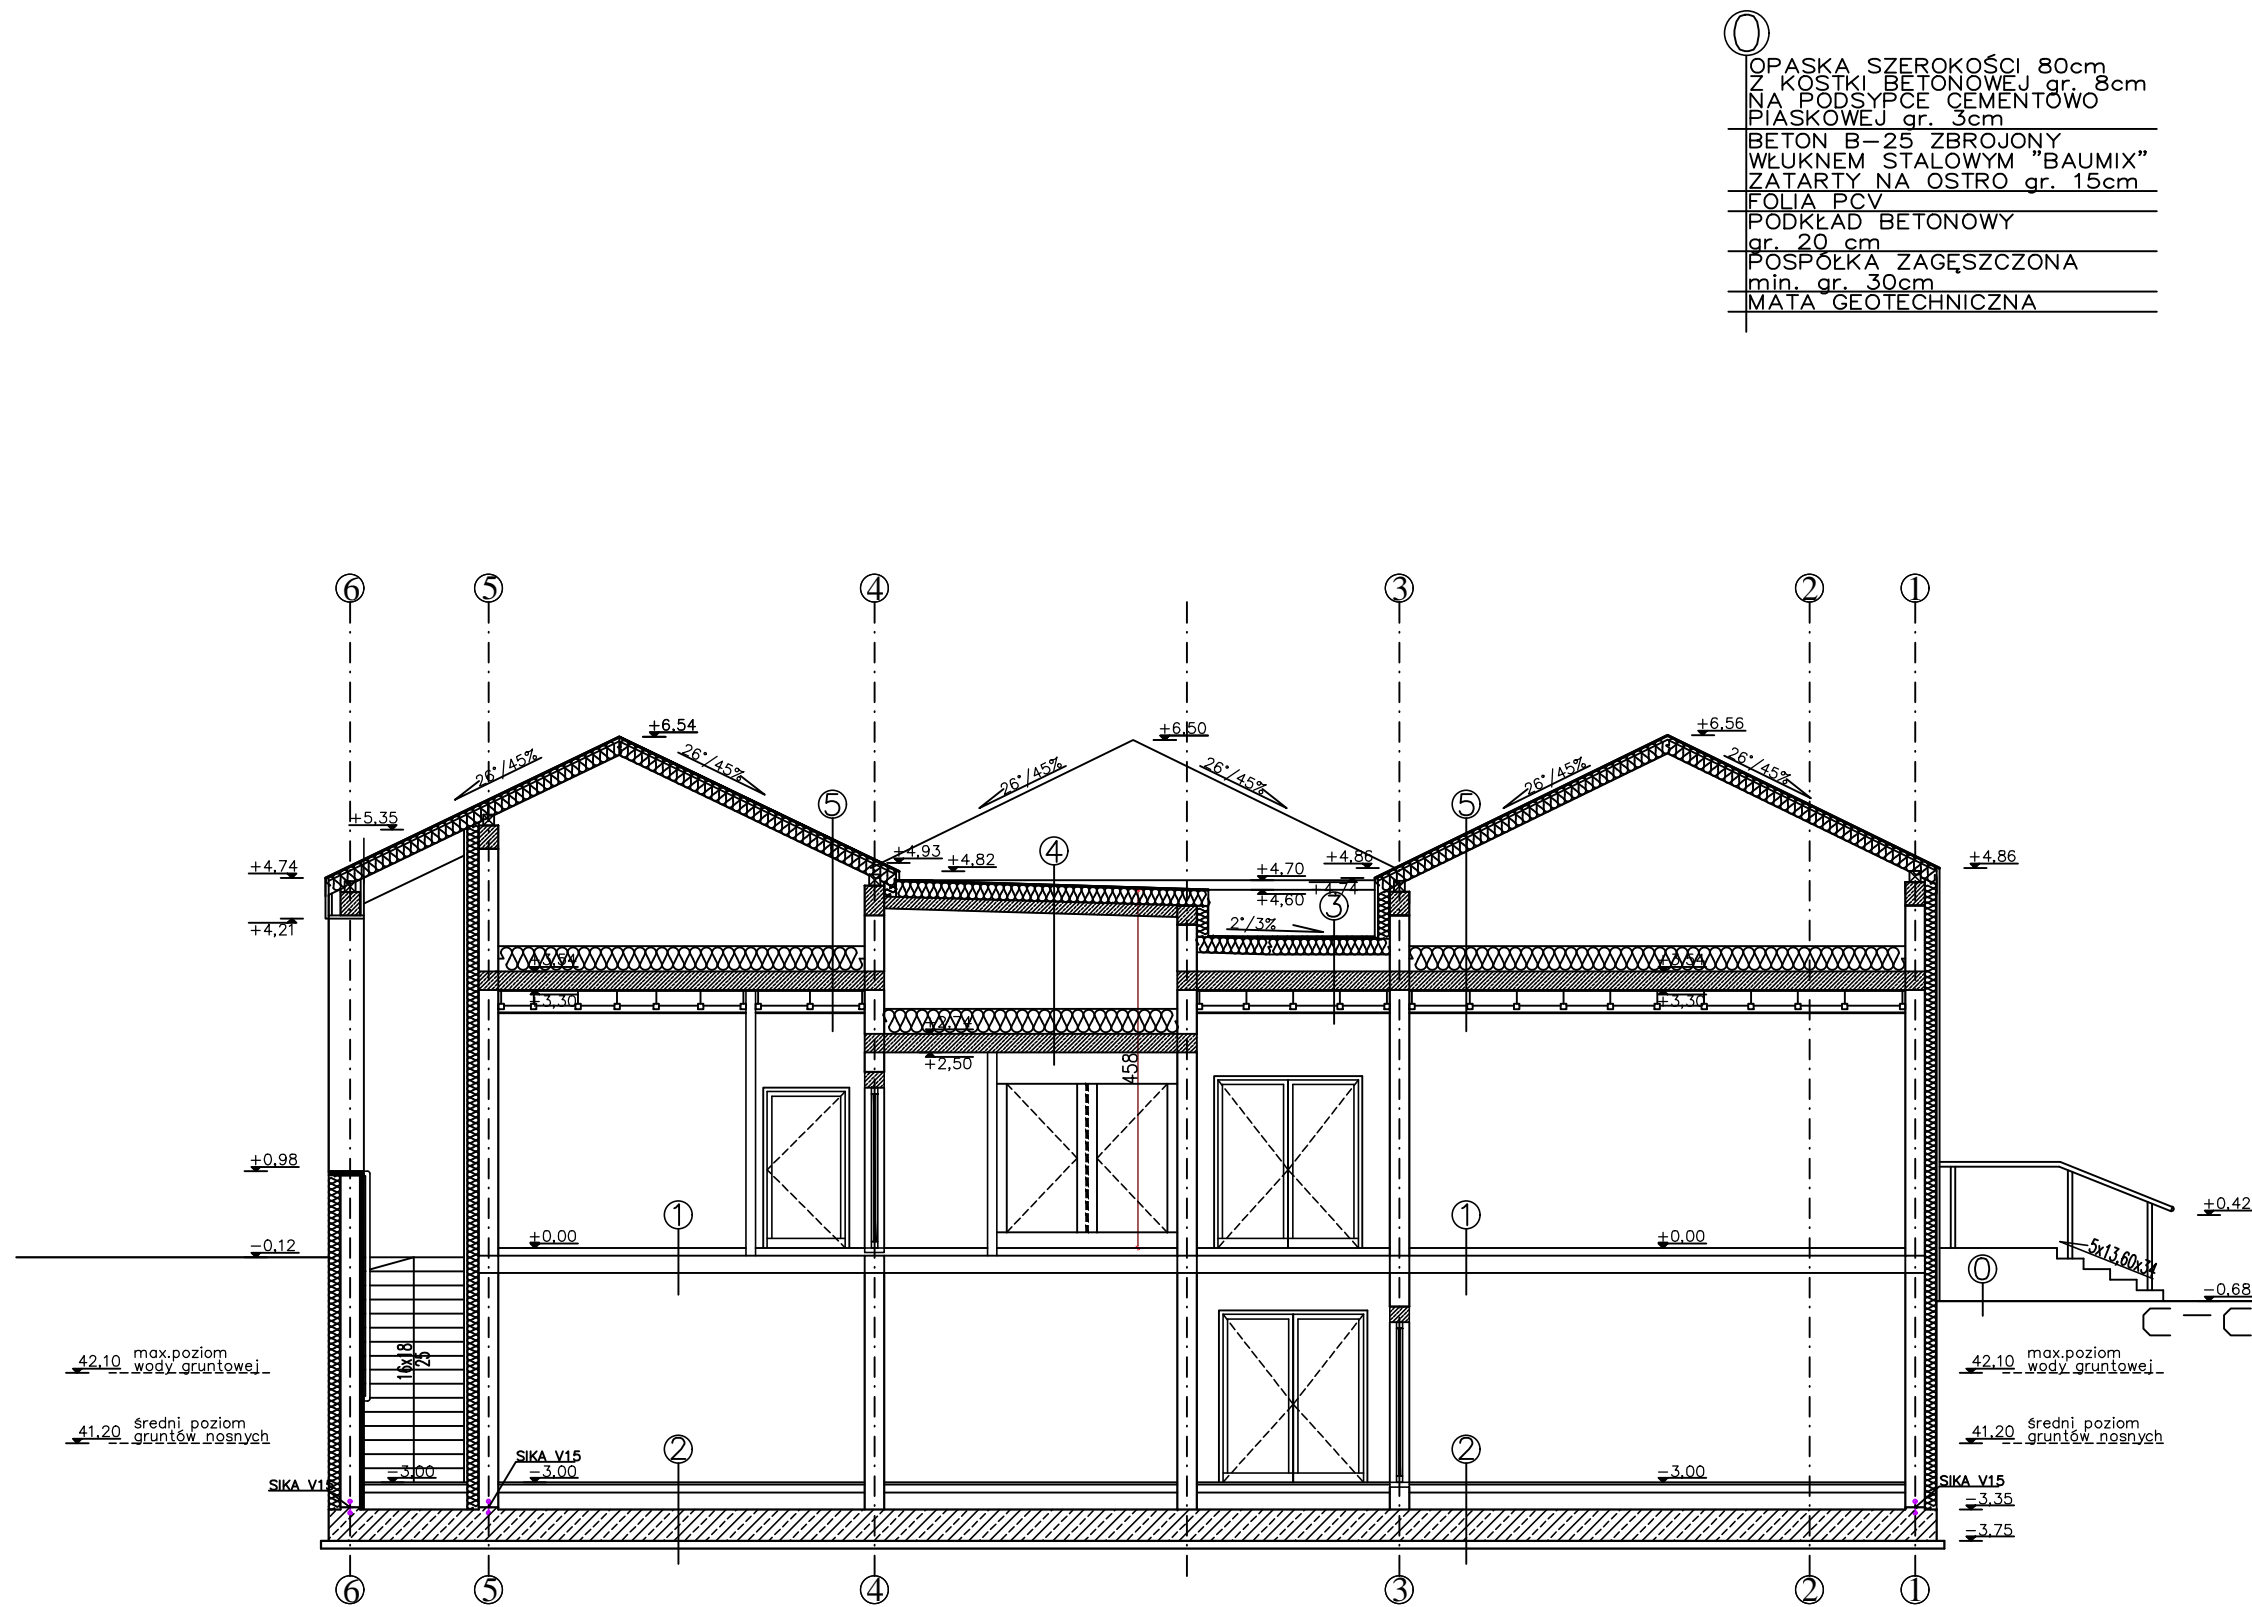 0
OPASKA SZEROKOŚCI 80cm
Z KOSTKI BETONOWEJ gr. 8cm
NA PODSYPCE CEMENTOWO
PIASKOWEJ gr. 3cm
BETON B-25 ZBROJONY
WŁUKNEM STALOWYM "BAUMIX"
ZATARTY NA OSTRO gr. 15cm
FOLIA PCV
PODKŁAD BETONOWY
gr. 20 cm
POSPÓŁKA ZAGĘSZCZONA
min. gr. 30cm
MATA GEOTECHNICZNA
6 5 4 3 2 1
+6,54 +6,50 +6,56
26°/45% 26°/45% 26°/45% 26°/45% 26°/45% 26°/45%
5 5
+5,35
4
+4,74 +4,93 +4,82 +4,70 +4,86 +4,86
+4,74
+4,60
3
+4,21
2°/3%
+3,54 +3,54
+3,30 +3,30
+2,74
+2,50
458
+0,98
1 1
+0,42
-0,12 +0,00 +0,00
5x13,60x34
0
-0,68
C-C
16x18
25
42,10 max.poziom
wody gruntowej
42,10 max.poziom
wody gruntowej
41,20 średni poziom
gruntów nosnych
41,20 średni poziom
gruntów nosnych
2 2
SIKA V15
-3,00 -3,00 -3,00
SIKA V15
SIKA V15
-3,35
-3,75
6 5 4 3 2 1